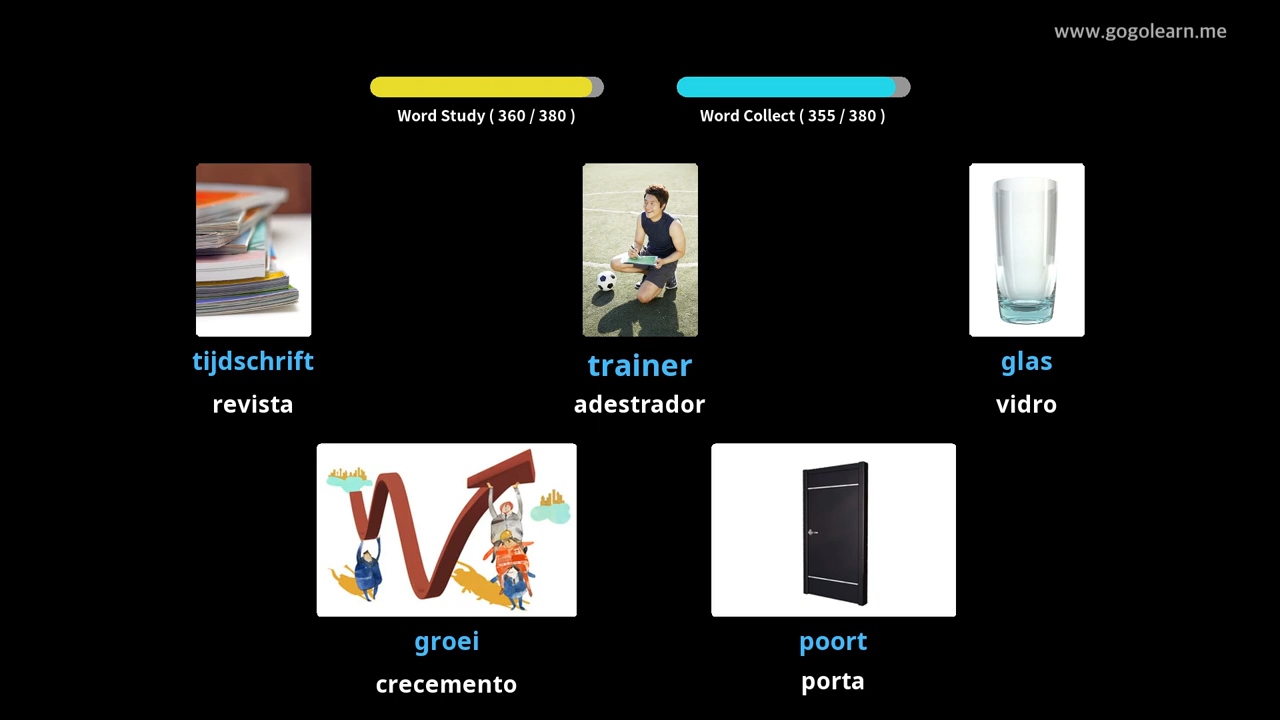 www.gogolearn.me
Word Study ( 360 / 380 )
Word Collect ( 355 / 380 )
tijdschrift
trainer
glas
revista
adestrador
vidro
groei
poort
crecemento
porta